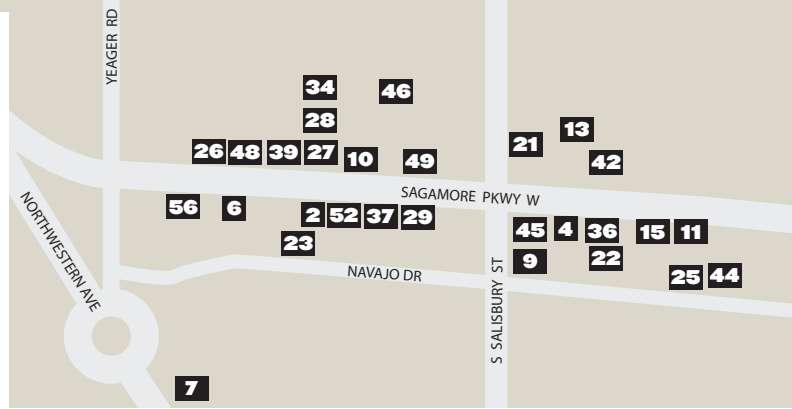 YEAGER RD
34
46
28
13
21
26 48 39 27 10 49
42
SAGAMORE PKWY W
56 6 2 52 37 29
45 4 36 15 11
23
9 22
NORTHWESTERN AVE
NAVAJO DR
25 44
S SALISBURY ST
7